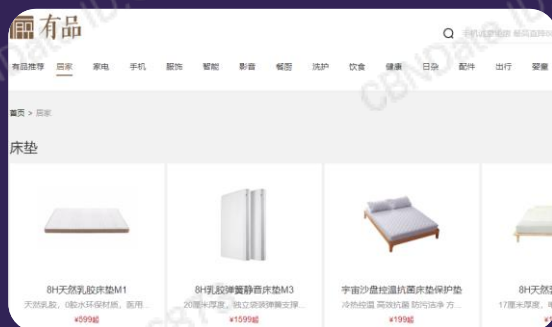 有品
手机
有品推荐 居家 家电 手机 服饰 智能 影音 餐厨 洗护 饮食 健康 日杂 配件 出行 婴童
首页 > 居家
床垫
8H天然乳胶床垫M1 8H乳胶弹簧静音床垫M3 宇宙沙盘控温抗菌床垫保护垫 8H天然
天然乳胶,0胶水环保材质,医用... 20厘米厚度,独立袋装弹簧支撑... 冷热控温 高效抗菌 防污洁净 方... 17厘米厚度,
¥599起 ¥1599起 ¥199起
CBNData